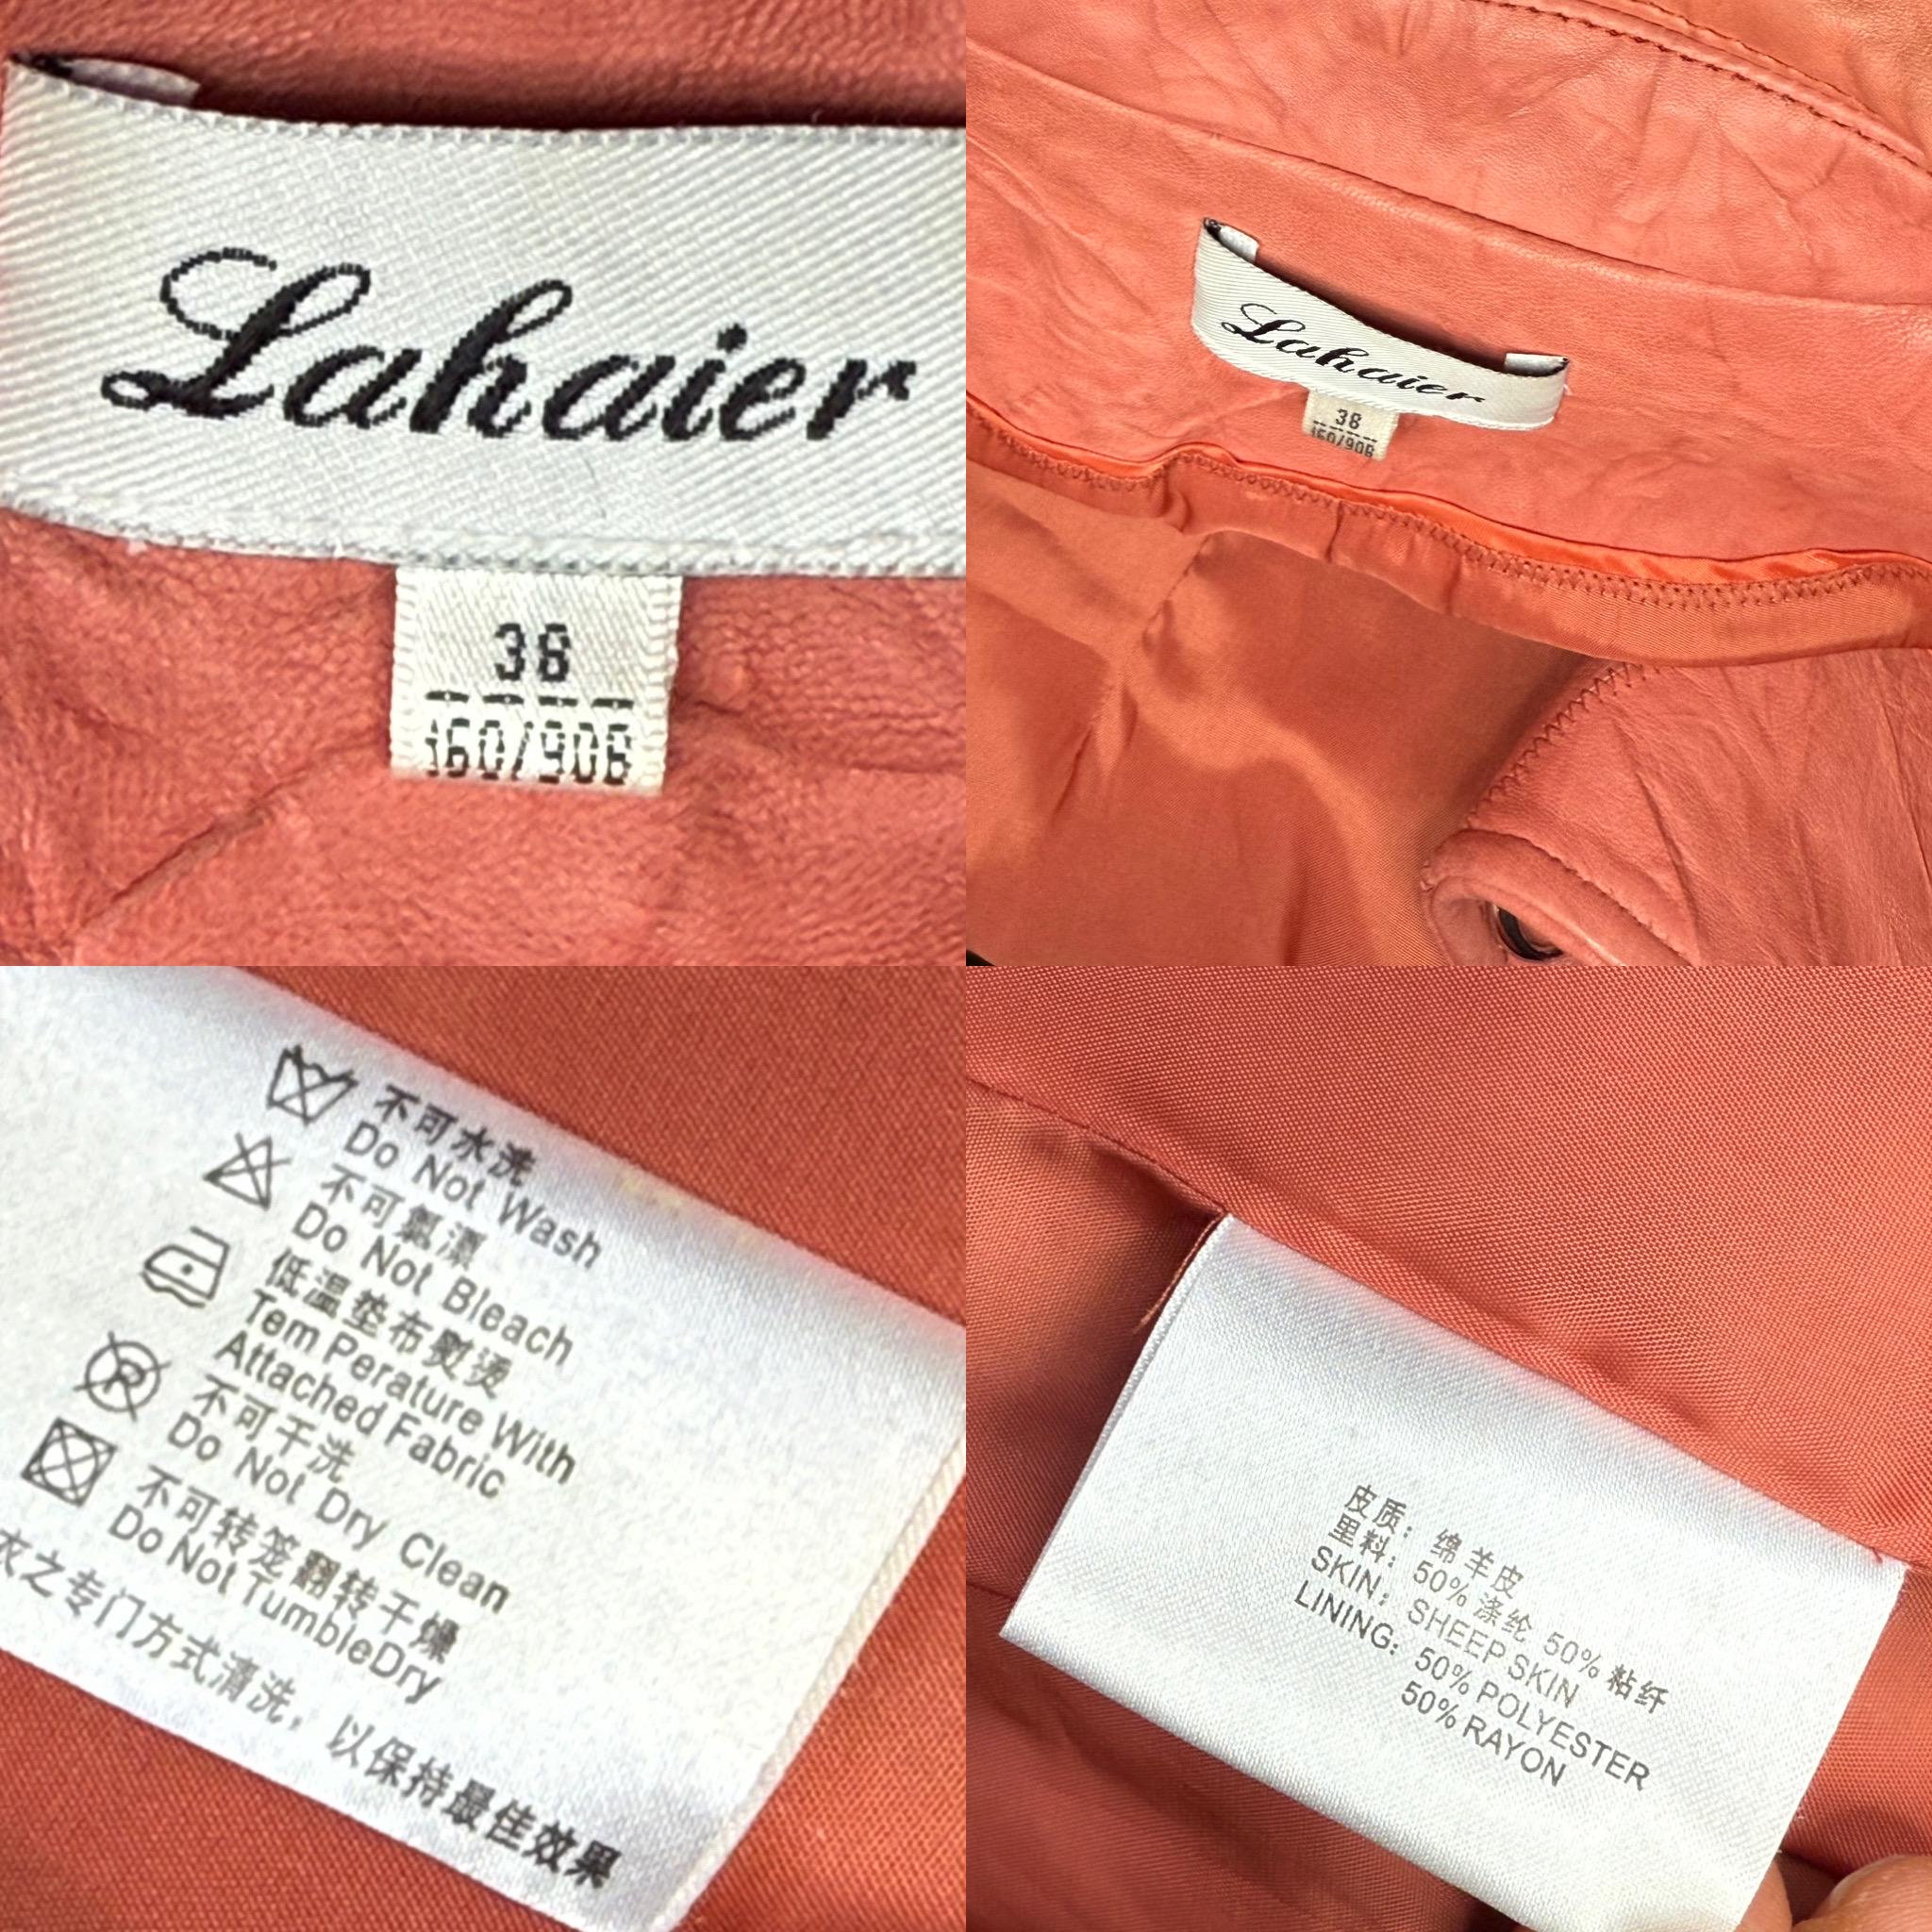 Lahaier
38
160/90B
Lahaier
38
160/90B
不可水洗
Do Not Wash
不可氯漂
Do Not Bleach
低温垫布熨烫
Tem Perature With
Attached Fabric
P
不可干洗
Do Not Dry Clean
不可转笼翻转干燥
Do Not TumbleDry
衣之专门方式清洗，以保持最佳效果
皮质：绵羊皮
里料：50%涤纶 50%粘纤
SKIN：SHEEP SKIN
LINING：50% POLYESTER
50% RAYON